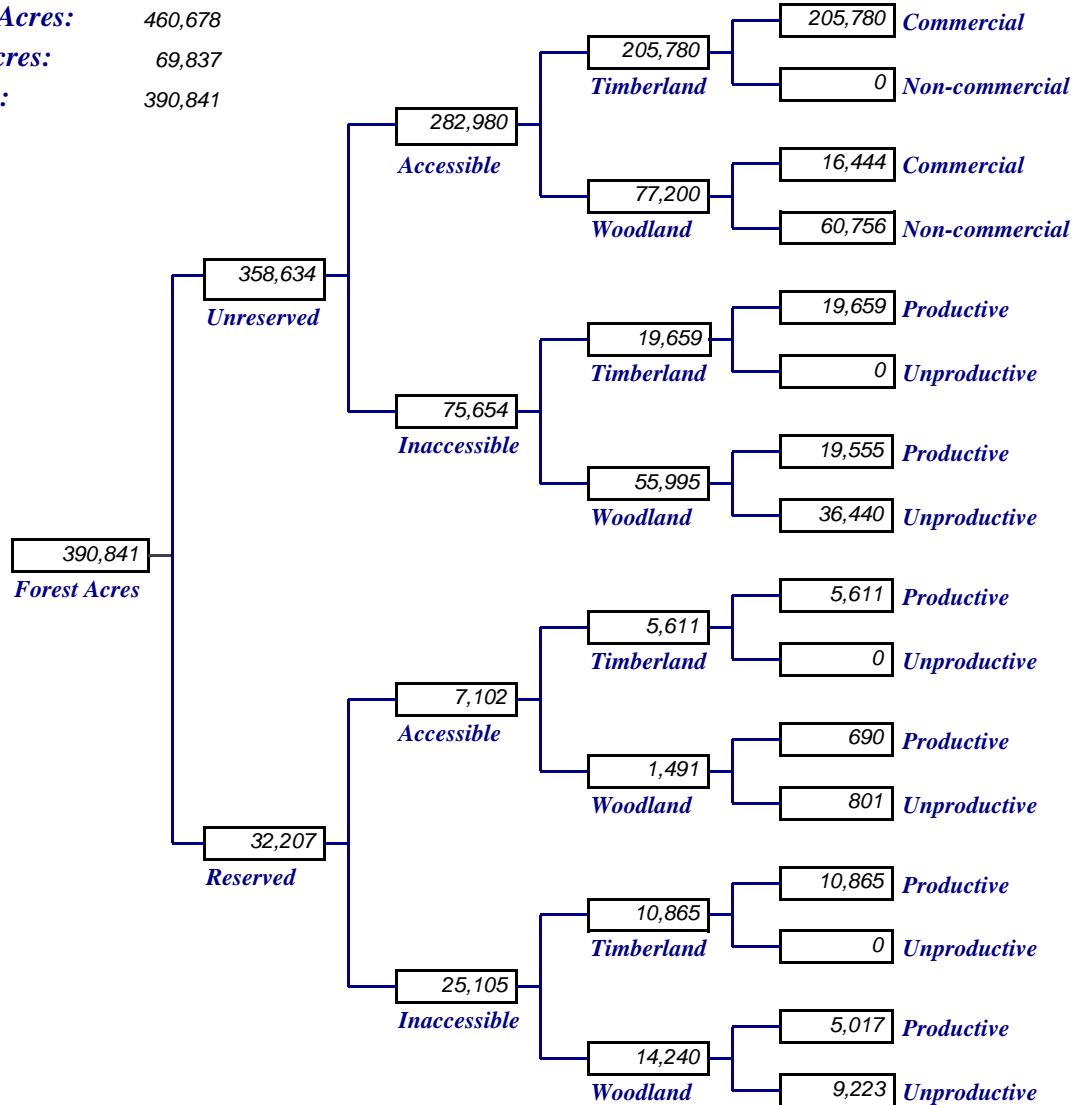 Acres: 460,678
cres: 69,837
: 390,841
205,780 Commercial
205,780
Timberland
0 Non-commercial
282,980
Accessible
16,444 Commercial
77,200
Woodland
60,756 Non-commercial
358,634
Unreserved
19,659 Productive
19,659
Timberland
0 Unproductive
75,654
Inaccessible
19,555 Productive
55,995
Woodland
36,440 Unproductive
390,841
Forest Acres
5,611 Productive
5,611
Timberland
0 Unproductive
7,102
Accessible
690 Productive
1,491
Woodland
801 Unproductive
32,207
Reserved
10,865 Productive
10,865
Timberland
0 Unproductive
25,105
Inaccessible
5,017 Productive
14,240
Woodland
9,223 Unproductive